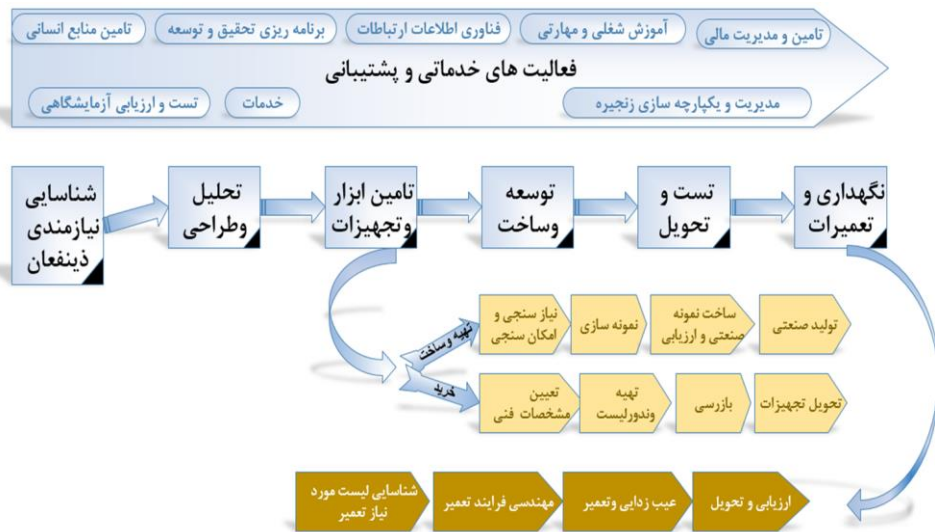 تامین و مدیریت مالی
آموزش شغلی و مهارتی
فناوری اطلاعات ارتباطات
برنامه ریزی تحقیق و توسعه
تامین منابع انسانی
فعالیت های خدماتی و پشتیبانی
مدیریت و یکپارچه سازی زنجیره
خدمات
تست و ارزیابی آزمایشگاهی
شناسایی
نیازمندی
ذینفعان
تحلیل
وطراحی
تامین ابزار
وتجهیزات
توسعه
وساخت
تست و
تحویل
نگهداری و
تعمیرات
تهیه وساخت
نیاز سنجی و
امکان سنجی
نمونه سازی
ساخت نمونه
صنعتی و ارزیابی
تولید صنعتی
خرید
تعیین
مشخصات فنی
تهیه
وندورلیست
بازرسی
تحویل تجهیزات
شناسایی لیست مورد
نیاز تعمیر
مهندسی فرایند تعمیر
عیب زدایی وتعمیر
ارزیابی و تحویل